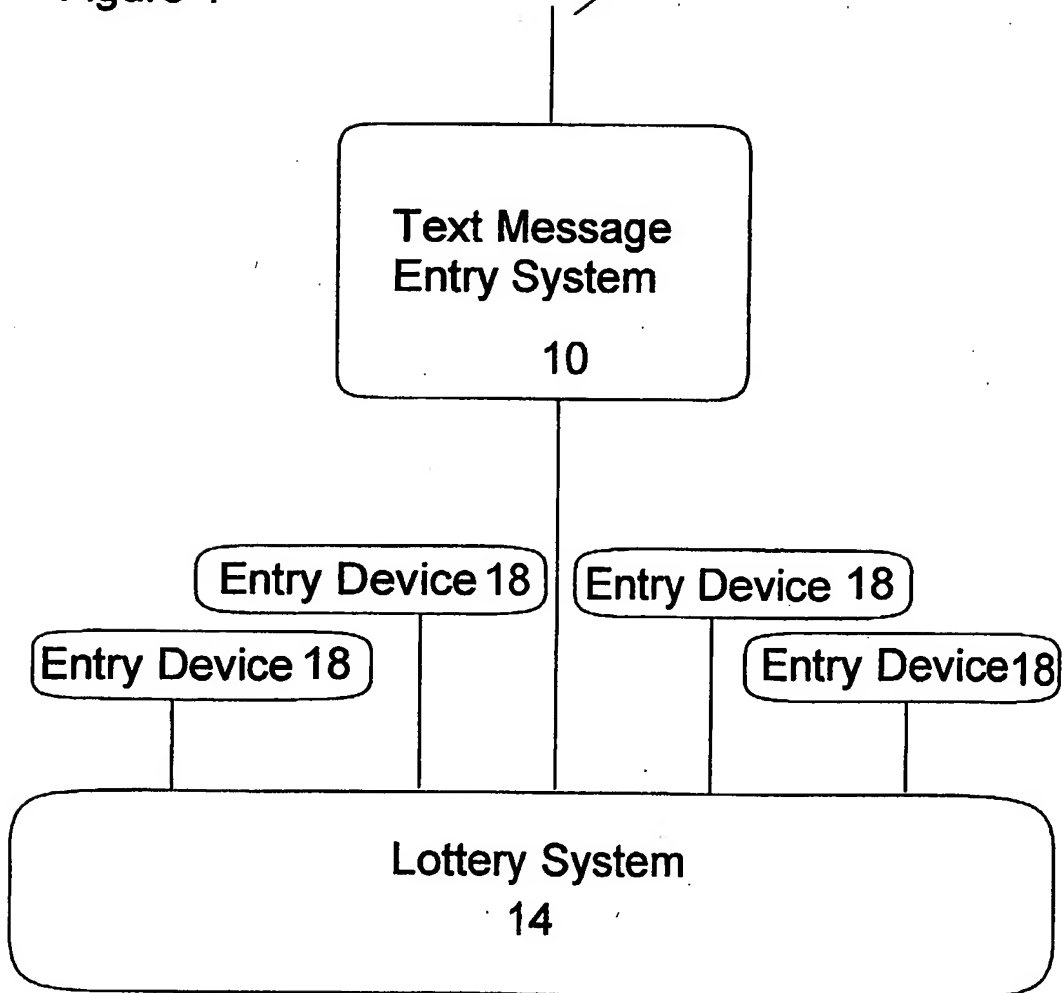 Text Message
Entry System
10
Entry Device 18
Entry Device 18
Entry Device 18
Entry Device18
Lottery System
14